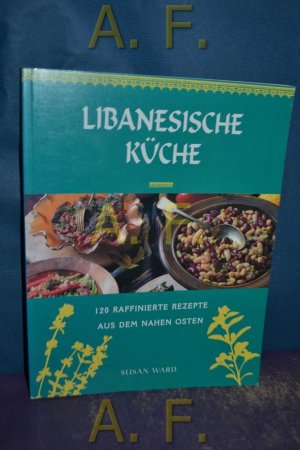 A. F.
LIBANESISCHE
KÜCHE
A. F.
120 RAFFINIERTE REZEPTE
AUS DEM NAHEN OSTEN
SUSAN WARD
A. F.